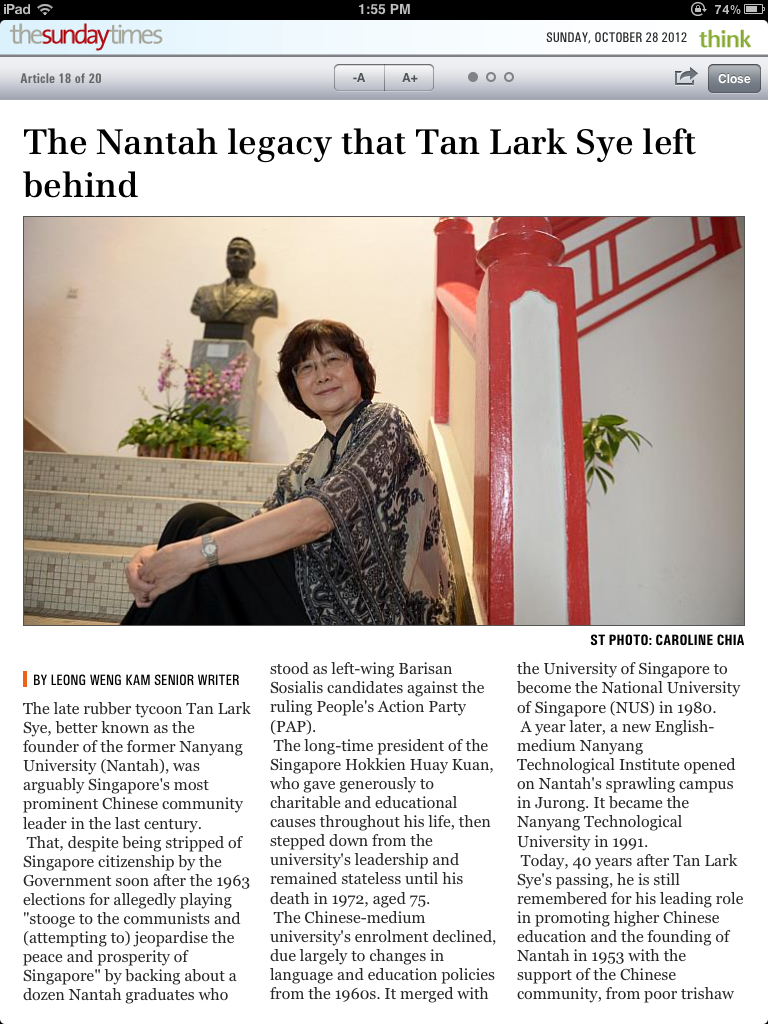 iPad
1:55 PM
74%
thesundaytimes
SUNDAY, OCTOBER 28 2012
think
Article 18 of 20
-A
A+
Close
The Nantah legacy that Tan Lark Sye left
behind
ST PHOTO: CAROLINE CHIA
BY LEONG WENG KAM SENIOR WRITER
The late rubber tycoon Tan Lark
Sye, better known as the
founder of the former Nanyang
University (Nantah), was
arguably Singapore's most
prominent Chinese community
leader in the last century.
That, despite being stripped of
Singapore citizenship by the
Government soon after the 1963
elections for allegedly playing
"stooge to the communists and
(attempting to) jeopardise the
peace and prosperity of
Singapore" by backing about a
dozen Nantah graduates who
stood as left-wing Barisan
Sosialis candidates against the
ruling People's Action Party
(PAP).
The long-time president of the
Singapore Hokkien Huay Kuan,
who gave generously to
charitable and educational
causes throughout his life, then
stepped down from the
university's leadership and
remained stateless until his
death in 1972, aged 75.
The Chinese-medium
university's enrolment declined,
due largely to changes in
language and education policies
from the 1960s. It merged with
the University of Singapore to
become the National University
of Singapore (NUS) in 1980.
A year later, a new English-
medium Nanyang
Technological Institute opened
on Nantah's sprawling campus
in Jurong. It became the
Nanyang Technological
University in 1991.
Today, 40 years after Tan Lark
Sye's passing, he is still
remembered for his leading role
in promoting higher Chinese
education and the founding of
Nantah in 1953 with the
support of the Chinese
community, from poor trishaw